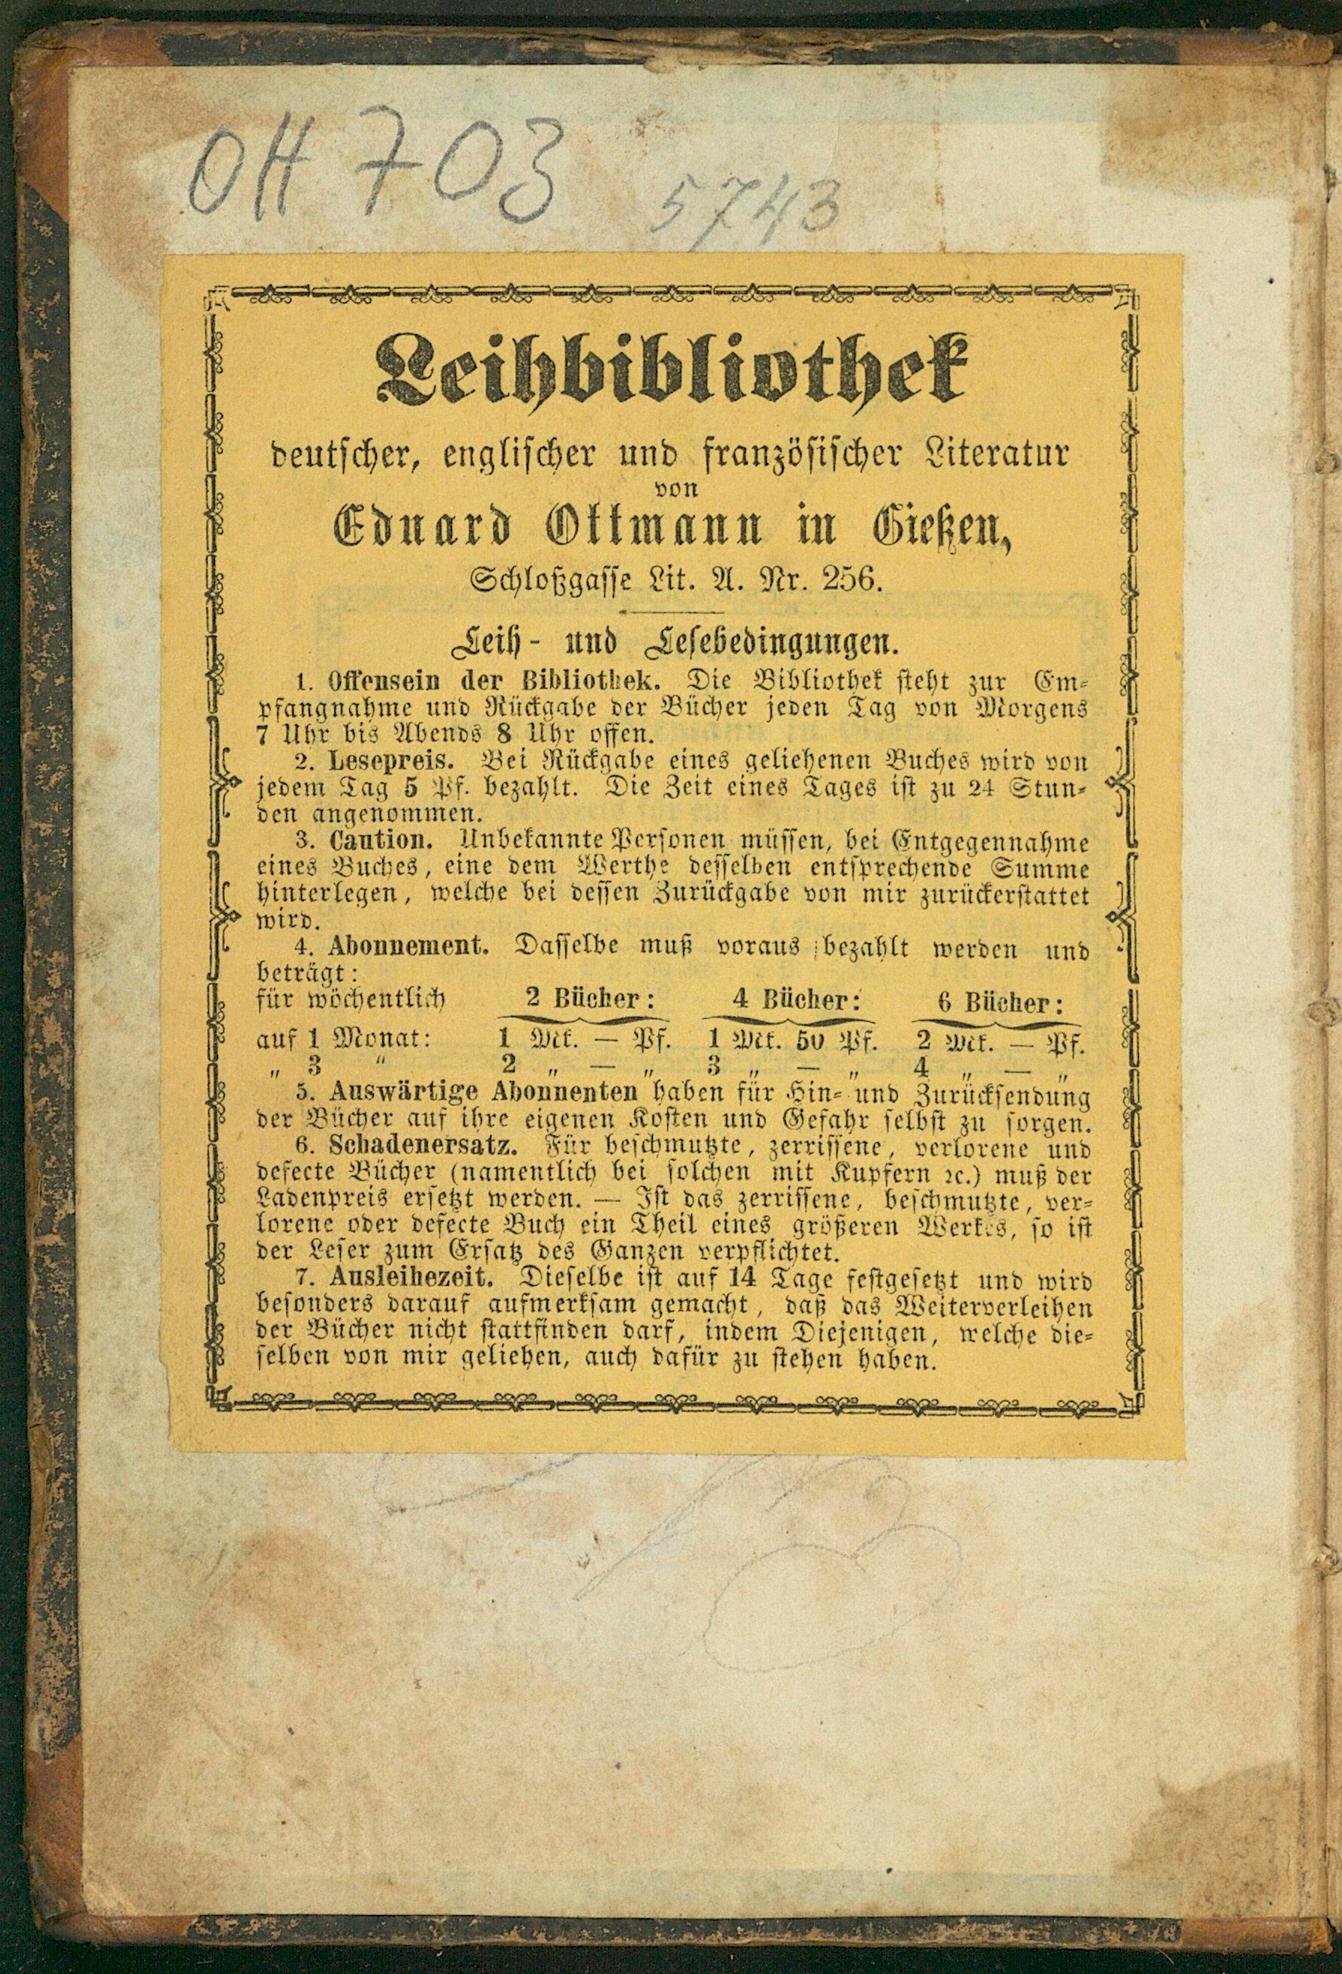 OH 703 5743
Leihbibliothek
deutscher, englischer und französischer Literatur
von
Eduard Ottmann in Gießen,
Schloßgasse Lit. A. Nr. 256.
Leih- und Lesebedingungen.
1. Offensein der Bibliothek. Die Bibliothek steht zur Em-
pfangnahme und Rückgabe der Bücher jeden Tag von Morgens
7 Uhr bis Abends 8 Uhr offen.
2. Lesepreis. Bei Rückgabe eines geliehenen Buches wird von
jedem Tag 5 Pf. bezahlt. Die Zeit eines Tages ist zu 24 Stun-
den angenommen.
3. Caution. Unbekannte Personen müssen, bei Entgegennahme
eines Buches, eine dem Werthe desselben entsprechende Summe
hinterlegen, welche bei dessen Zurückgabe von mir zurückerstattet
wird.
4. Abonnement. Dasselbe muß voraus bezahlt werden und
beträgt:
für wöchentlich 2 Bücher: 4 Bücher: 6 Bücher:
auf 1 Monat: 1 Mk. — Pf. 1 Mk. 50 Pf. 2 Mk. — Pf.
„ 3 " 2 „ — „ 3 „ — „ 4 „ — „
5. Auswärtige Abonnenten haben für Hin- und Zurücksendung
der Bücher auf ihre eigenen Kosten und Gefahr selbst zu sorgen.
6. Schadenersatz. Für beschmutzte, zerrissene, verlorene und
defecte Bücher (namentlich bei solchen mit Kupfern ꝛc.) muß der
Ladenpreis ersetzt werden. — Ist das zerrissene, beschmutzte, ver-
lorene oder defecte Buch ein Theil eines größeren Werkes, so ist
der Leser zum Ersatz des Ganzen verpflichtet.
7. Ausleihezeit. Dieselbe ist auf 14 Tage festgesetzt und wird
besonders darauf aufmerksam gemacht, daß das Weiterverleihen
der Bücher nicht stattfinden darf, indem Diejenigen, welche die-
selben von mir geliehen, auch dafür zu stehen haben.